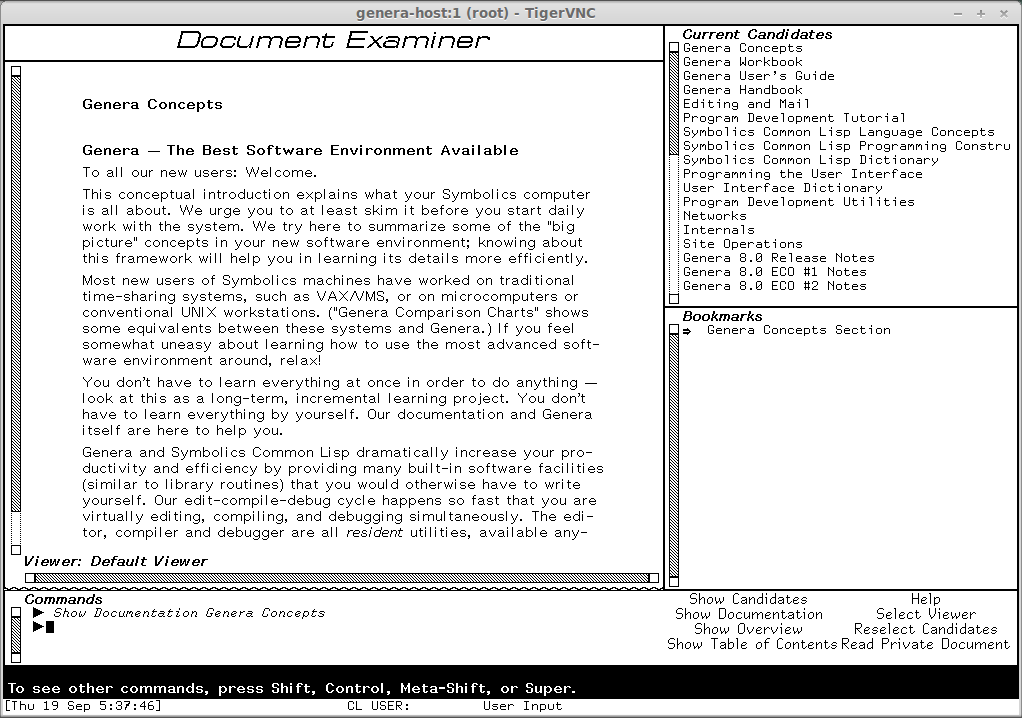 genera-host:1 (root) - TigerVNC
Document Examiner
Genera Concepts
Genera — The Best Software Environment Available
To all our new users: Welcome.
This conceptual introduction explains what your Symbolics computer
is all about. We urge you to at least skim it before you start daily
work with the system. We try here to summarize some of the "big
picture" concepts in your new software environment; knowing about
this framework will help you in learning its details more efficiently.
Most new users of Symbolics machines have worked on traditional
time-sharing systems, such as VAX/VMS, or on microcomputers or
conventional UNIX workstations. ("Genera Comparison Charts" shows
some equivalents between these systems and Genera.) If you feel
somewhat uneasy about learning how to use the most advanced soft-
ware environment around, relax!
You don't have to learn everything at once in order to do anything —
look at this as a long-term, incremental learning project. You don't
have to learn everything by yourself. Our documentation and Genera
itself are here to help you.
Genera and Symbolics Common Lisp dramatically increase your pro-
ductivity and efficiency by providing many built-in software facilities
(similar to library routines) that you would otherwise have to write
yourself. Our edit-compile-debug cycle happens so fast that you are
virtually editing, compiling, and debugging simultaneously. The edi-
tor, compiler and debugger are all resident utilities, available any-
Viewer: Default Viewer
Current Candidates
Genera Concepts
Genera Workbook
Genera User's Guide
Genera Handbook
Editing and Mail
Program Development Tutorial
Symbolics Common Lisp Language Concepts
Symbolics Common Lisp Programming Constru
Symbolics Common Lisp Dictionary
Programming the User Interface
User Interface Dictionary
Program Development Utilities
Networks
Internals
Site Operations
Genera 8.0 Release Notes
Genera 8.0 ECO #1 Notes
Genera 8.0 ECO #2 Notes
Bookmarks
Genera Concepts Section
Commands
Show Documentation Genera Concepts
Show Candidates Help
Show Documentation Select Viewer
Show Overview Reselect Candidates
Show Table of Contents Read Private Document
To see other commands, press Shift, Control, Meta-Shift, or Super.
[Thu 19 Sep 5:37:46] CL USER: User Input